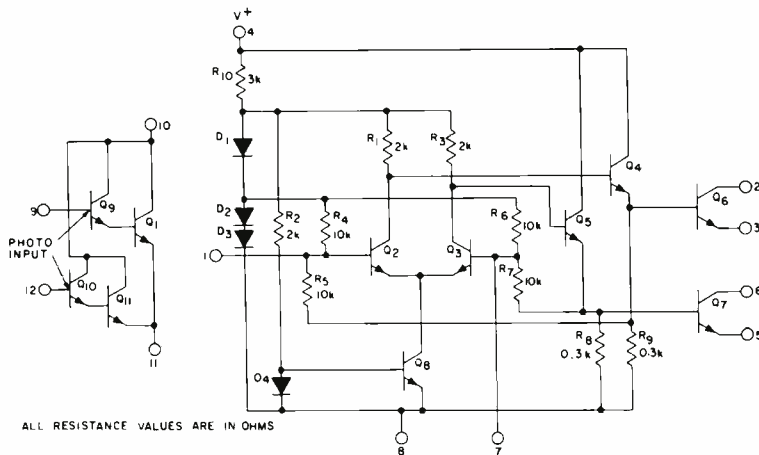 V+
4
R10
3k
D1
R1
2k
R3
2k
Q4
10
9
Q9
Q1
PHOTO
INPUT
12
Q10
Q11
11
D2
D3
R2
2k
R4
10k
R6
10k
Q5
Q6
2
3
1
Q2
Q3
R5
10k
R7
10k
Q7
6
5
R8
0.3k
R9
0.3k
D4
Q8
8
7
ALL RESISTANCE VALUES ARE IN OHMS